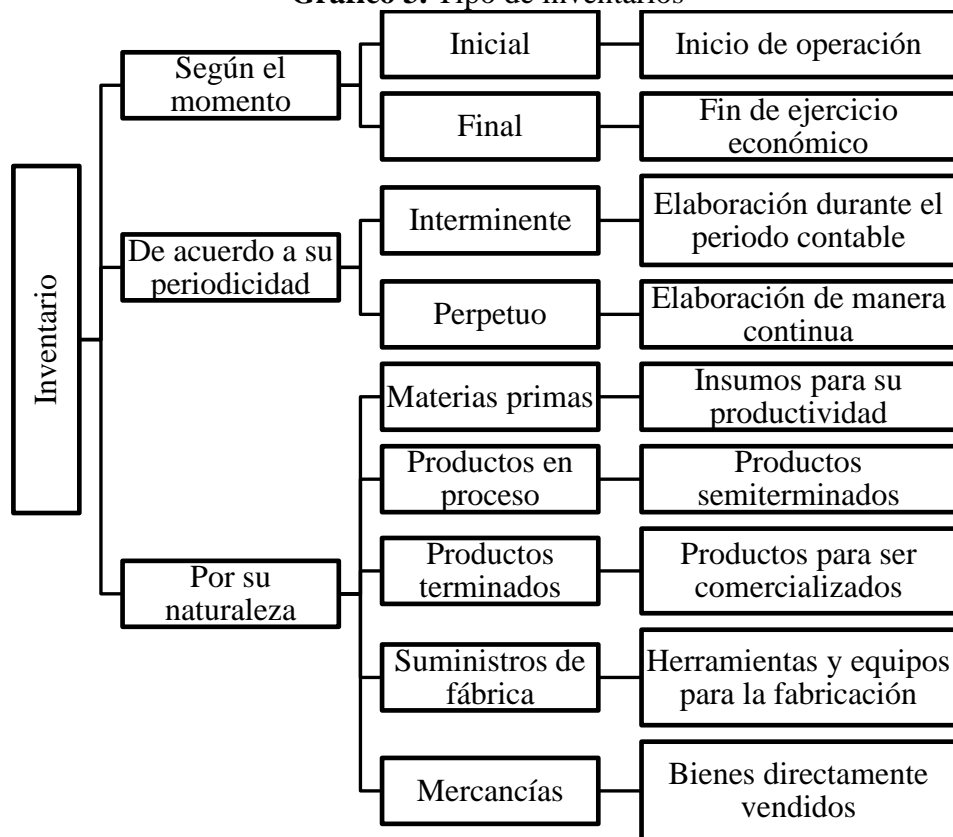 Gráfico 3. Tipo de inventarios
Inventario
Según el
momento
Inicial
Inicio de operación
Final
Fin de ejercicio
económico
De acuerdo a su
periodicidad
Interminente
Elaboración durante el
periodo contable
Perpetuo
Elaboración de manera
continua
Por su
naturaleza
Materias primas
Insumos para su
productividad
Productos en
proceso
Productos
semiterminados
Productos
terminados
Productos para ser
comercializados
Suministros de
fábrica
Herramientas y equipos
para la fabricación
Mercancías
Bienes directamente
vendidos